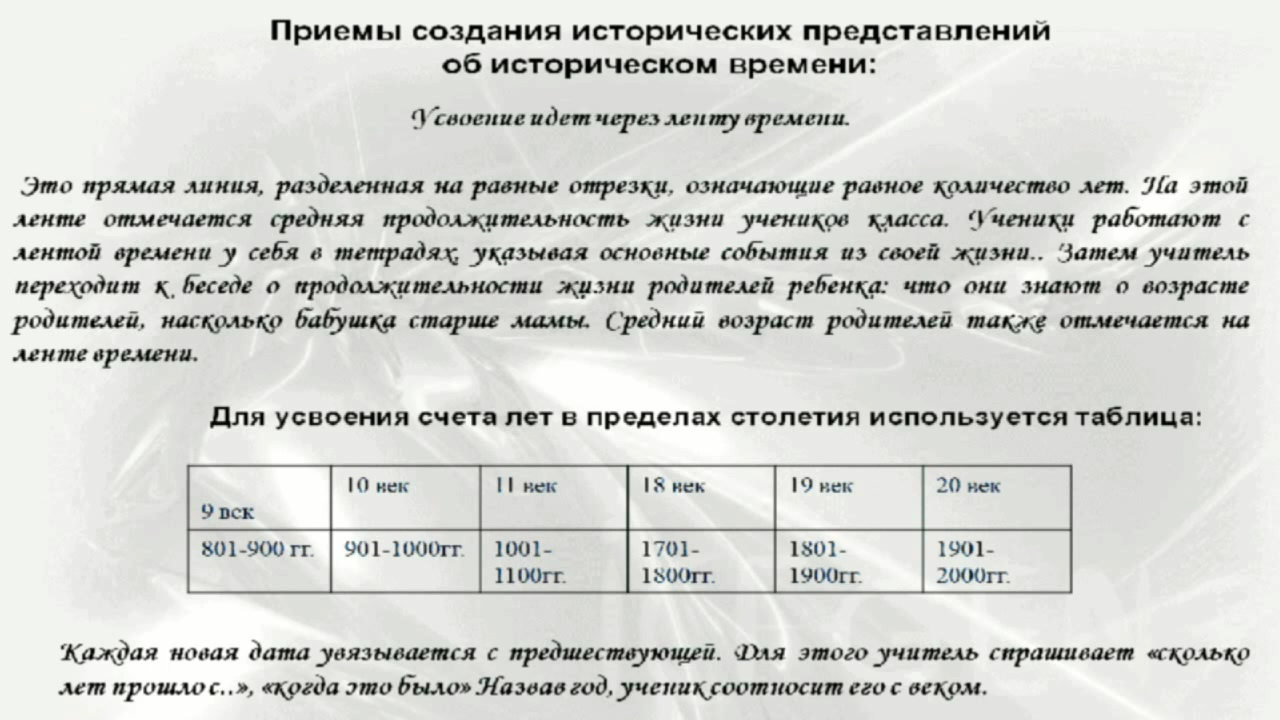 Приемы создания исторических представлений
об историческом времени:
Усвоение идет через ленту времени.
Это прямая линия, разделенная на равные отрезки, означающие равное количество лет. На этой
ленте отмечается средняя продолжительность жизни учеников класса. Ученики работают с
лентой времени у себя в тетрадях, указывая основные события из своей жизни.. Затем учитель
переходит к беседе о продолжительности жизни родителей ребенка: что они знают о возрасте
родителей, насколько бабушка старше мамы. Средний возраст родителей также отмечается на
ленте времени.
Для усвоения счета лет в пределах столетия используется таблица:
9 век 10 век 11 век 18 век 19 век 20 век
801-900 гг. 901-1000гг. 1001- 1701- 1801- 1901-
1100гг. 1800гг. 1900гг. 2000гг.
Каждая новая дата увязывается с предшествующей. Для этого учитель спрашивает «сколько
лет прошло с..», «когда это было» Назвав год, ученик соотносит его с веком.